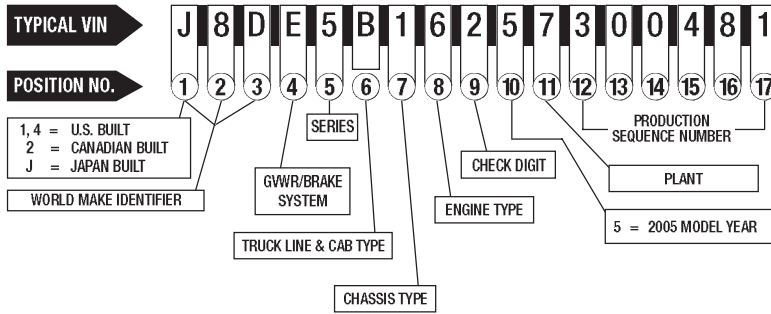 TYPICAL VIN
J 8 D E 5 B 1 6 2 5 7 3 0 0 4 8 1
POSITION NO.
1 2 3 4 5 6 7 8 9 10 11 12 13 14 15 16 17
1, 4 = U.S. BUILT
2 = CANADIAN BUILT
J = JAPAN BUILT
WORLD MAKE IDENTIFIER
SERIES
GVWR/BRAKE
SYSTEM
TRUCK LINE & CAB TYPE
CHASSIS TYPE
ENGINE TYPE
CHECK DIGIT
PRODUCTION
SEQUENCE NUMBER
PLANT
5 = 2005 MODEL YEAR